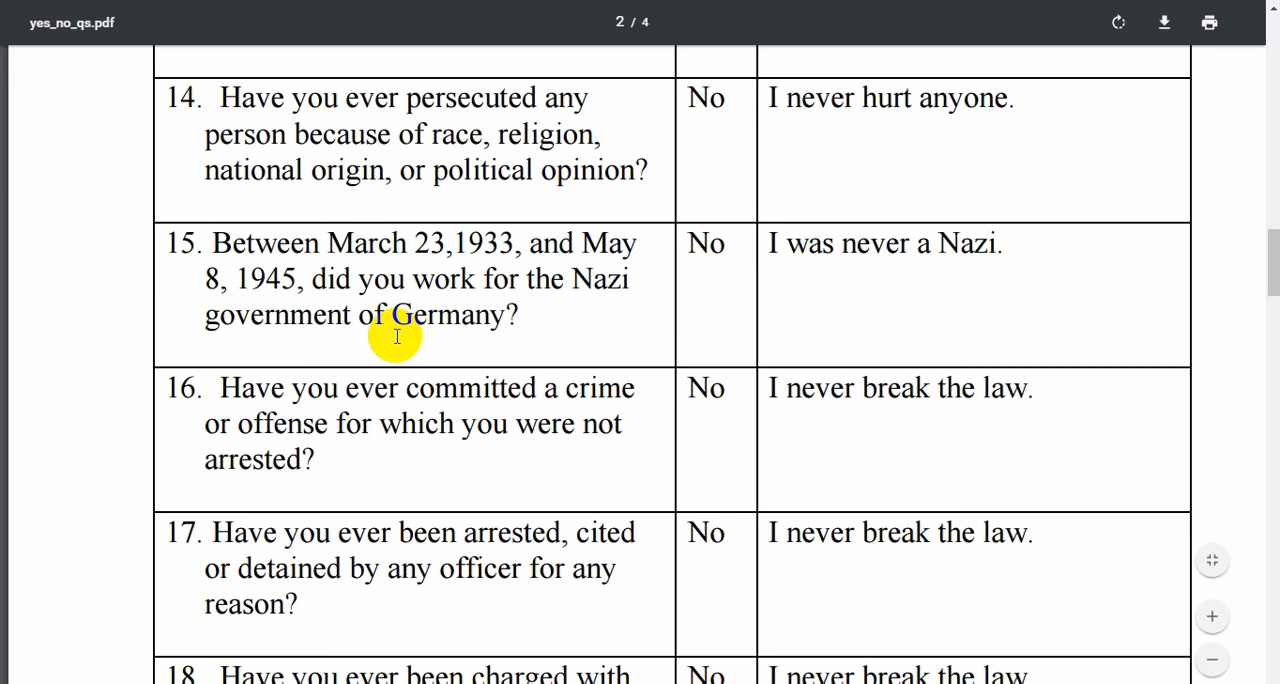 yes_no_qs.pdf
2 / 4
14. Have you ever persecuted any
person because of race, religion,
national origin, or political opinion?
No
I never hurt anyone.
15. Between March 23,1933, and May
8, 1945, did you work for the Nazi
government of Germany?
No
I was never a Nazi.
16. Have you ever committed a crime
or offense for which you were not
arrested?
No
I never break the law.
17. Have you ever been arrested, cited
or detained by any officer for any
reason?
No
I never break the law.
18. Have you ever been charged with
No
I never break the law